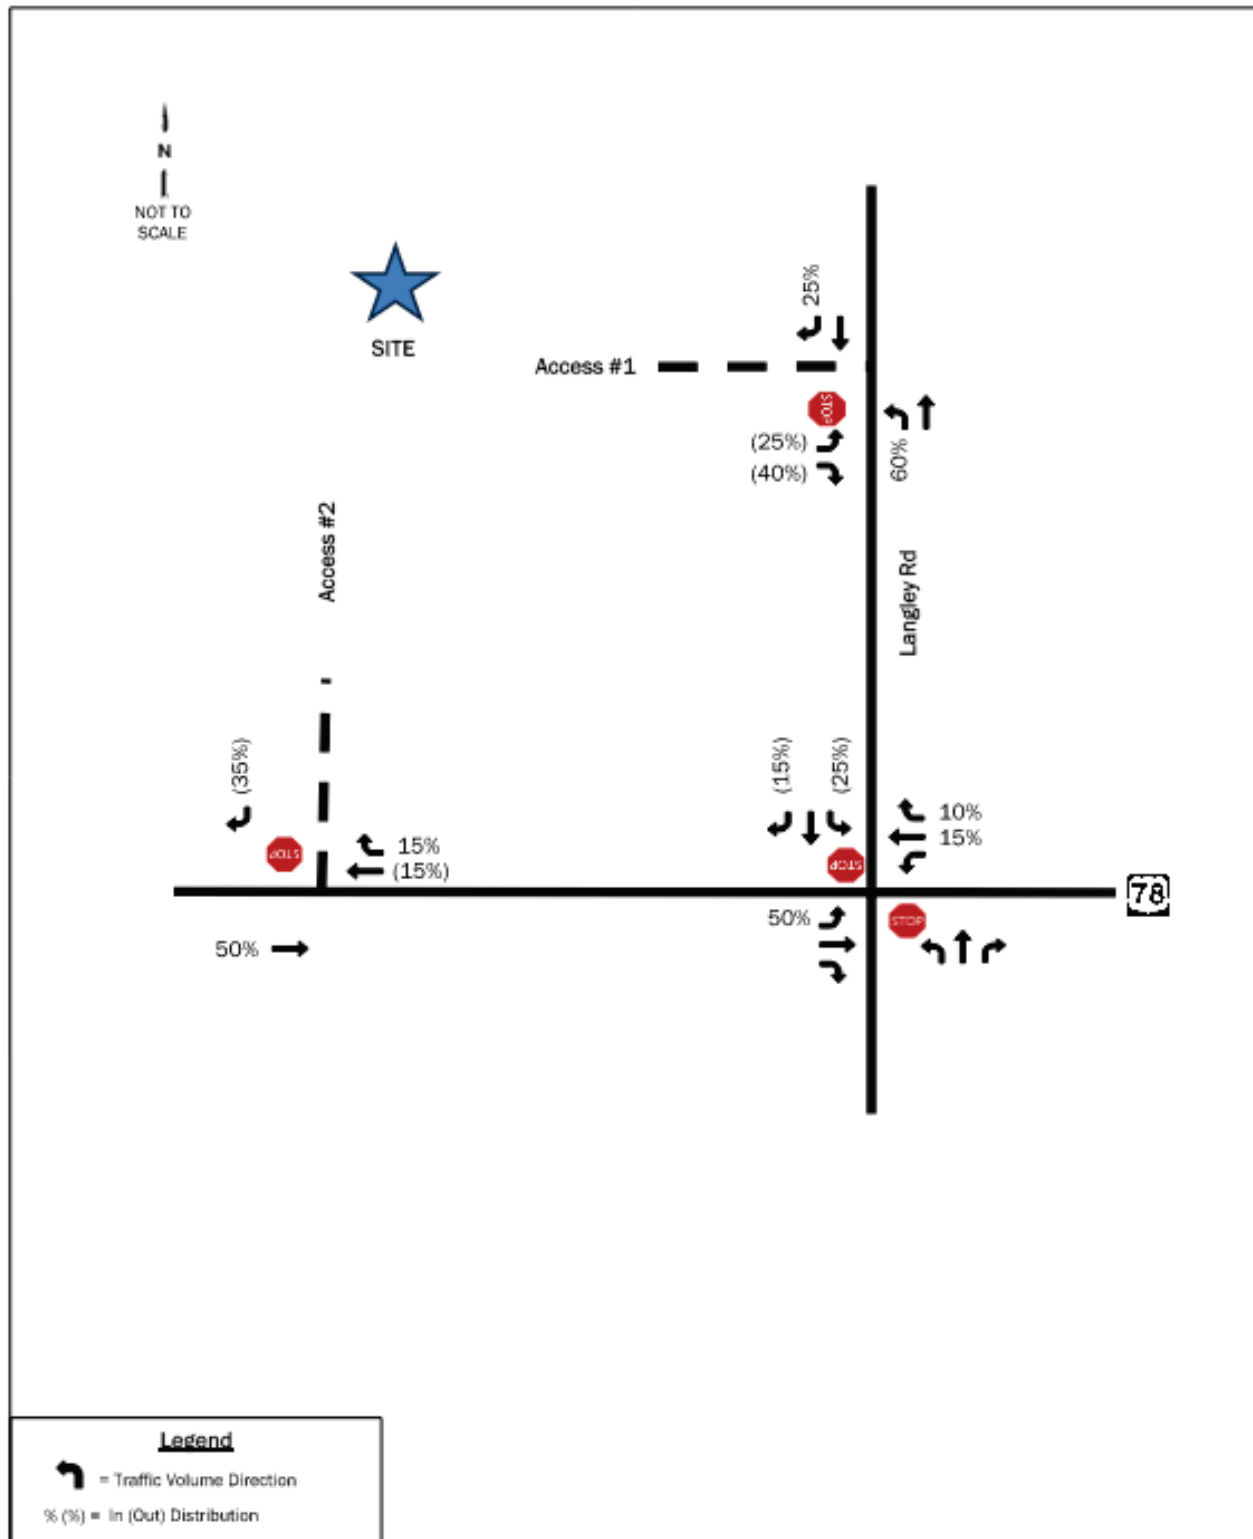 N
NOT TO
SCALE
SITE
25%
Access #1
STOP
(25%)
(40%)
60%
Access #2
Langley Rd
(35%)
STOP
15%
(15%)
(15%)
(25%)
STOP
10%
15%
78
50%
50%
STOP
Legend
= Traffic Volume Direction
% (%) = In (Out) Distribution